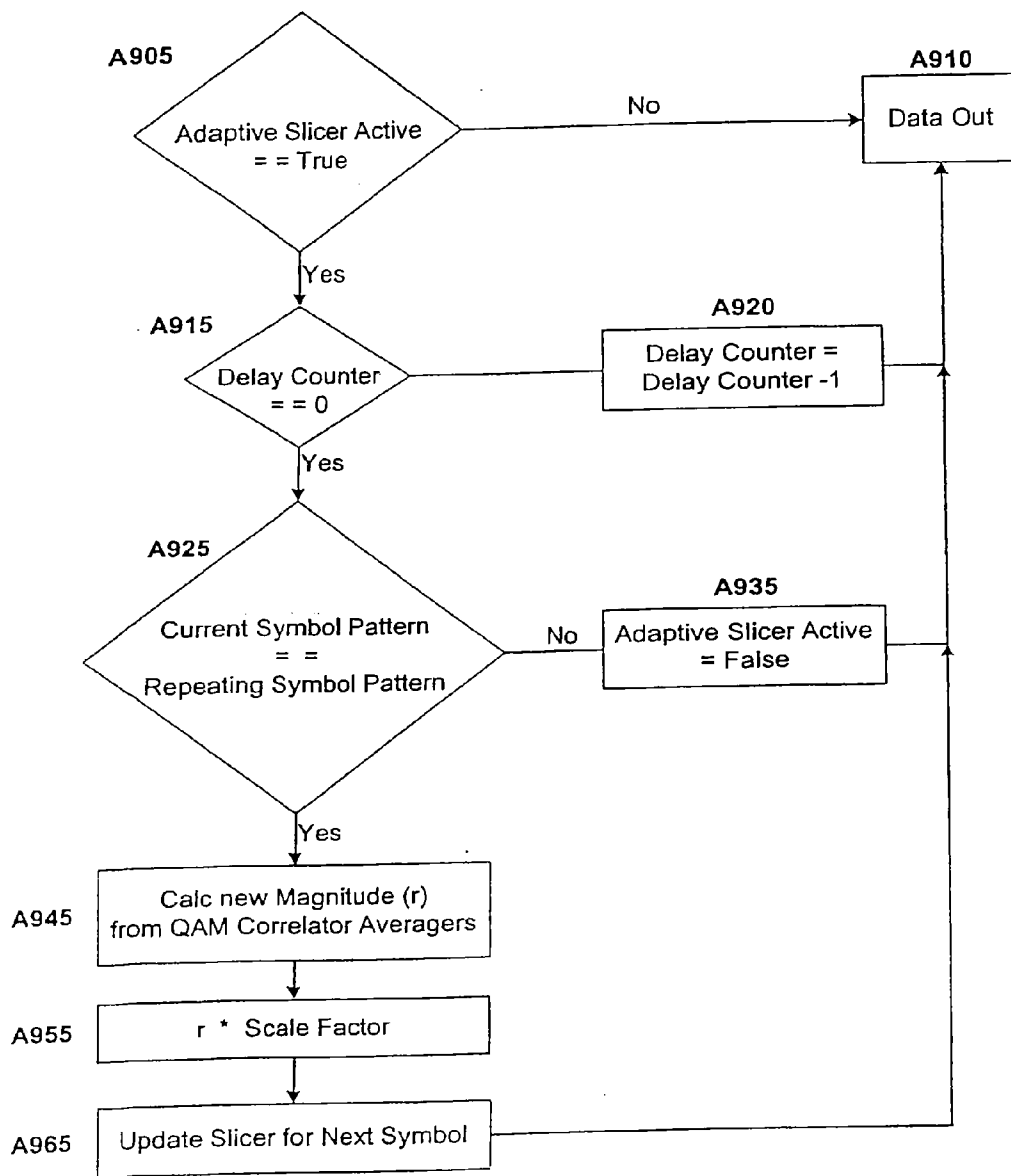 A905
A910
Adaptive Slicer Active
= = True
No
Data Out
Yes
A915
A920
Delay Counter
= = 0
Delay Counter =
Delay Counter -1
Yes
A925
A935
Current Symbol Pattern
= =
Repeating Symbol Pattern
No
Adaptive Slicer Active
= False
Yes
A945
Calc new Magnitude (r)
from QAM Correlator Averagers
A955
r * Scale Factor
A965
Update Slicer for Next Symbol